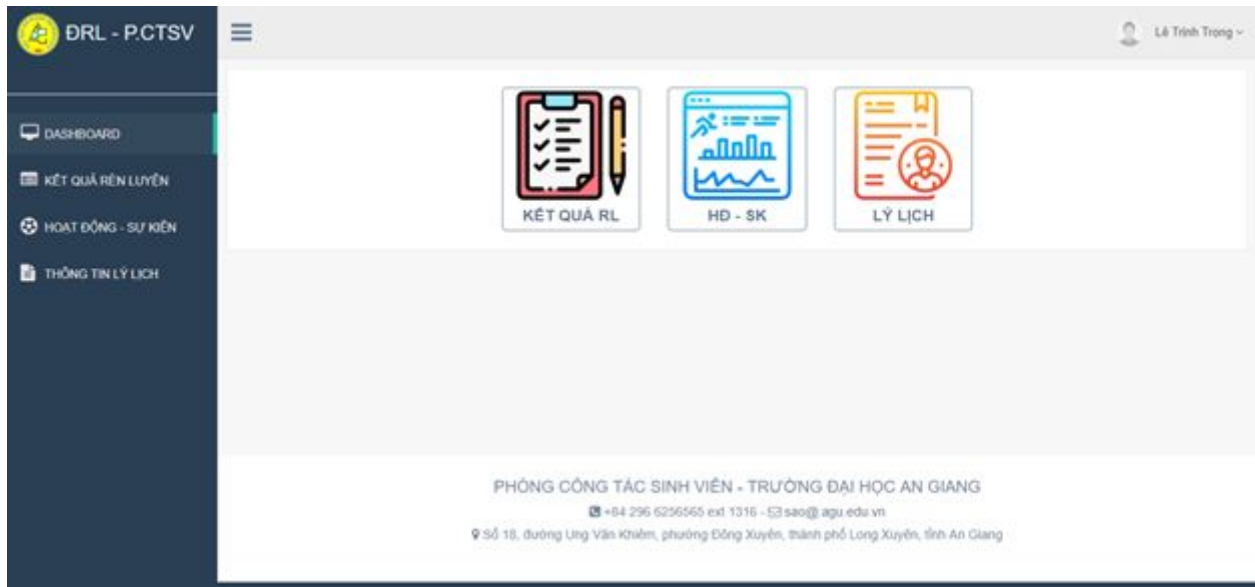 ĐRL - P.CTSV
Lê Trịnh Trọng
DASHBOARD
KẾT QUẢ RÈN LUYỆN
HOẠT ĐỘNG - SỰ KIỆN
THÔNG TIN LÝ LỊCH
KẾT QUẢ RL
HĐ - SK
LÝ LỊCH
PHÒNG CÔNG TÁC SINH VIÊN - TRƯỜNG ĐẠI HỌC AN GIANG
+84 296 6256565 ext 1316 - sao@ agu.edu.vn
Số 18, đường Ung Văn Khiêm, phường Đông Xuyên, thành phố Long Xuyên, tỉnh An Giang